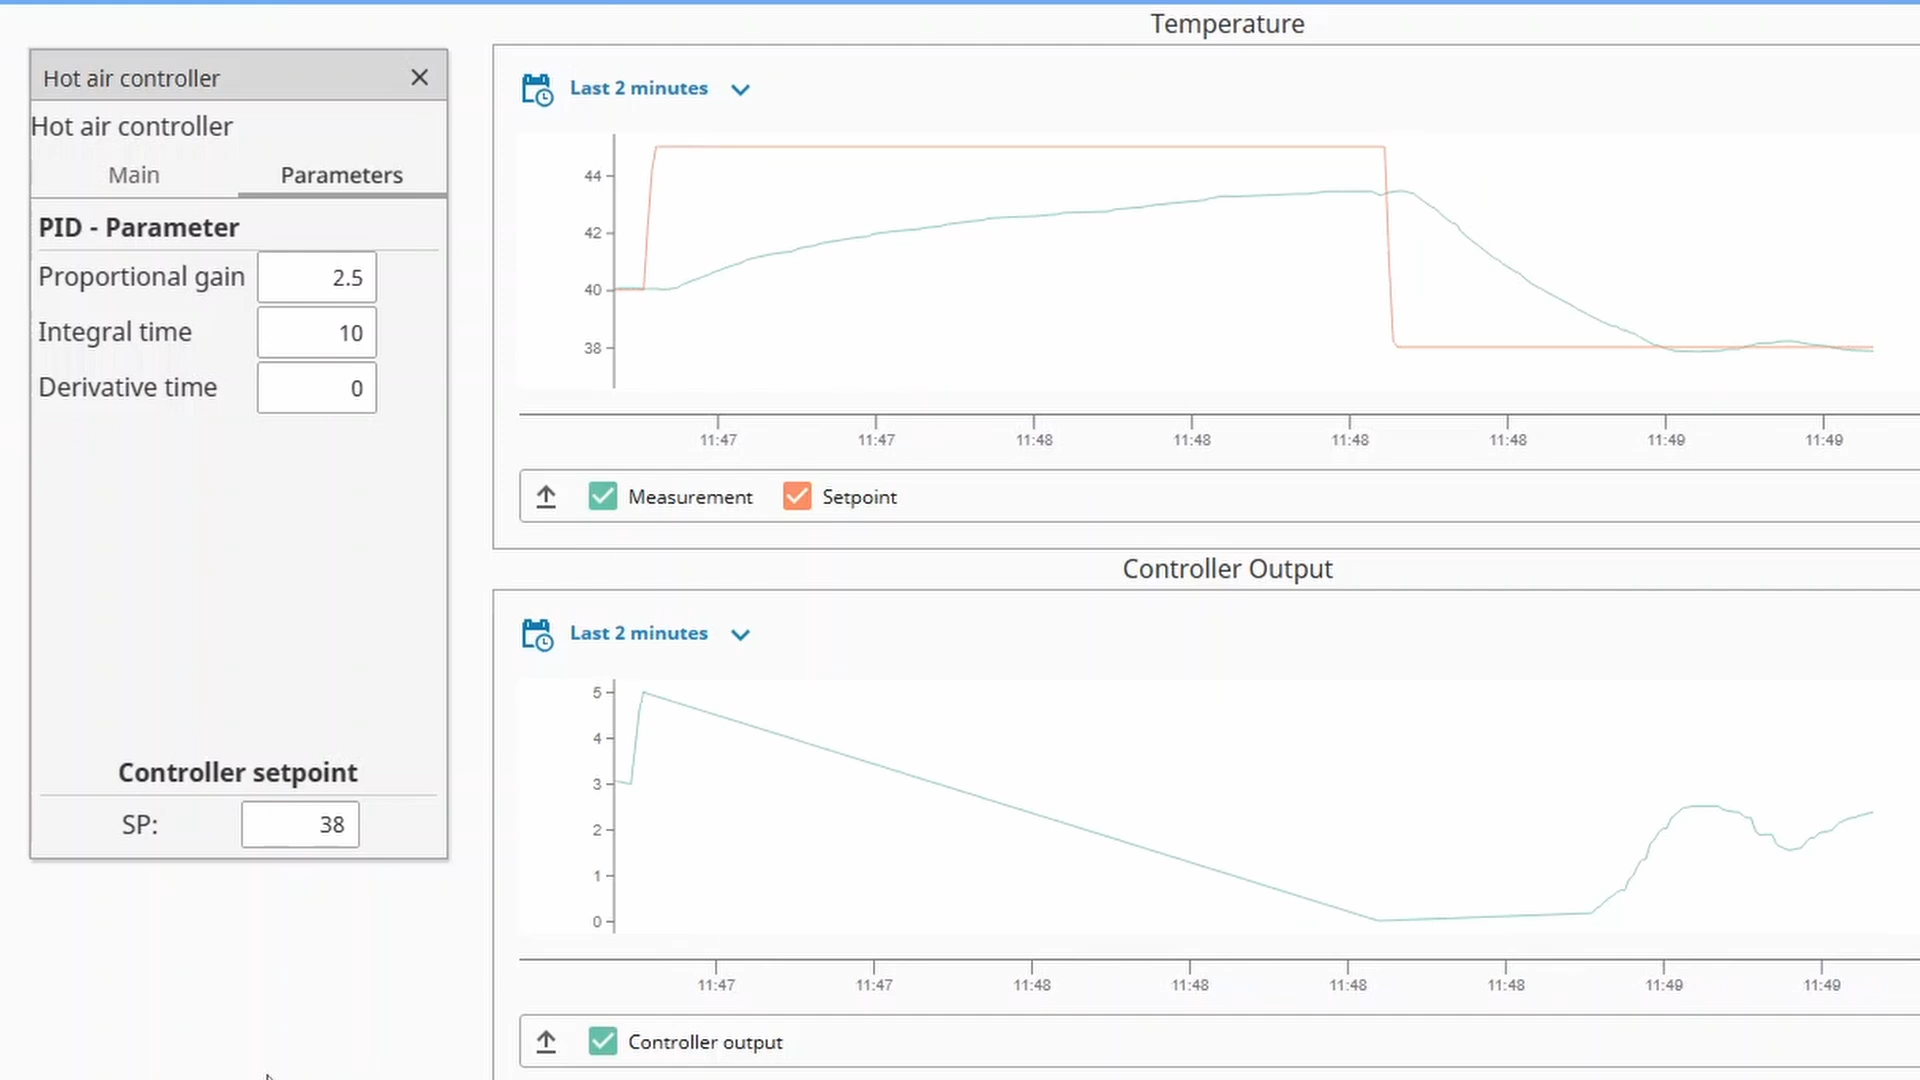 Hot air controller
Hot air controller
Main Parameters
PID - Parameter
Proportional gain 2.5
Integral time 10
Derivative time 0
Controller setpoint
SP: 38
Temperature
Last 2 minutes
44
42
40
38
11:47 11:47 11:48 11:48 11:48 11:48 11:49 11:49
Measurement Setpoint
Controller Output
Last 2 minutes
5
4
3
2
1
0
11:47 11:47 11:48 11:48 11:48 11:48 11:49 11:49
Controller output